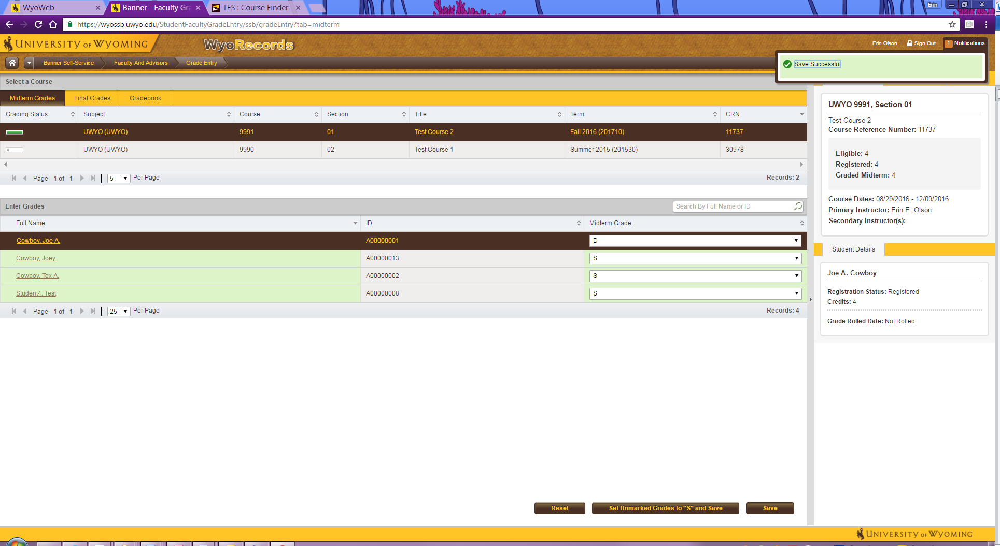 WyoWeb
Banner - Faculty Gra
TES : Course Finder
Erin
https://wyossb.uwyo.edu/StudentFacultyGradeEntry/ssb/gradeEntry?tab=midterm
UNIVERSITY OF WYOMING
WyoRecords
Erin Olson
Sign Out
1 Notifications
Banner Self-Service
Faculty And Advisors
Grade Entry
Save Successful
Select a Course
Midterm Grades
Final Grades
Gradebook
Grading Status Subject Course Section Title Term CRN
UWYO (UWYO) 9991 01 Test Course 2 Fall 2016 (201710) 11737
UWYO (UWYO) 9990 02 Test Course 1 Summer 2015 (201530) 30978
Page 1 of 1 5 Per Page Records: 2
Enter Grades
Search By Full Name or ID
Full Name ID Midterm Grade
Cowboy, Joe A. A00000001 D
Cowboy, Joey A00000013 S
Cowboy, Tex A. A00000002 S
Student4, Test A00000008 S
Page 1 of 1 25 Per Page Records: 4
Reset
Set Unmarked Grades to "S" and Save
Save
UWYO 9991, Section 01
Test Course 2
Course Reference Number: 11737
Eligible: 4
Registered: 4
Graded Midterm: 4
Course Dates: 08/29/2016 - 12/09/2016
Primary Instructor: Erin E. Olson
Secondary Instructor(s):
Student Details
Joe A. Cowboy
Registration Status: Registered
Credits: 4
Grade Rolled Date: Not Rolled
UNIVERSITY OF WYOMING